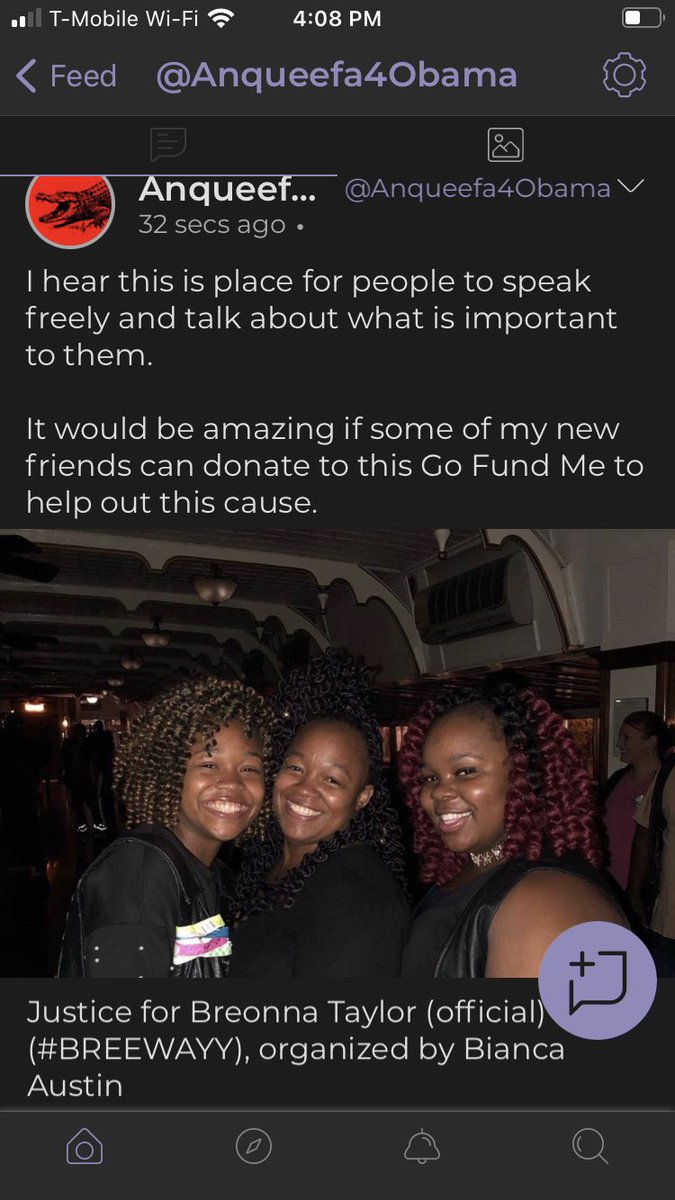 T-Mobile Wi-Fi 4:08 PM
Feed @Anqueefa4Obama
Anqueef... @Anqueefa4Obama
32 secs ago •
I hear this is place for people to speak
freely and talk about what is important
to them.
It would be amazing if some of my new
friends can donate to this Go Fund Me to
help out this cause.
Justice for Breonna Taylor (official)
(#BREEWAYY), organized by Bianca
Austin